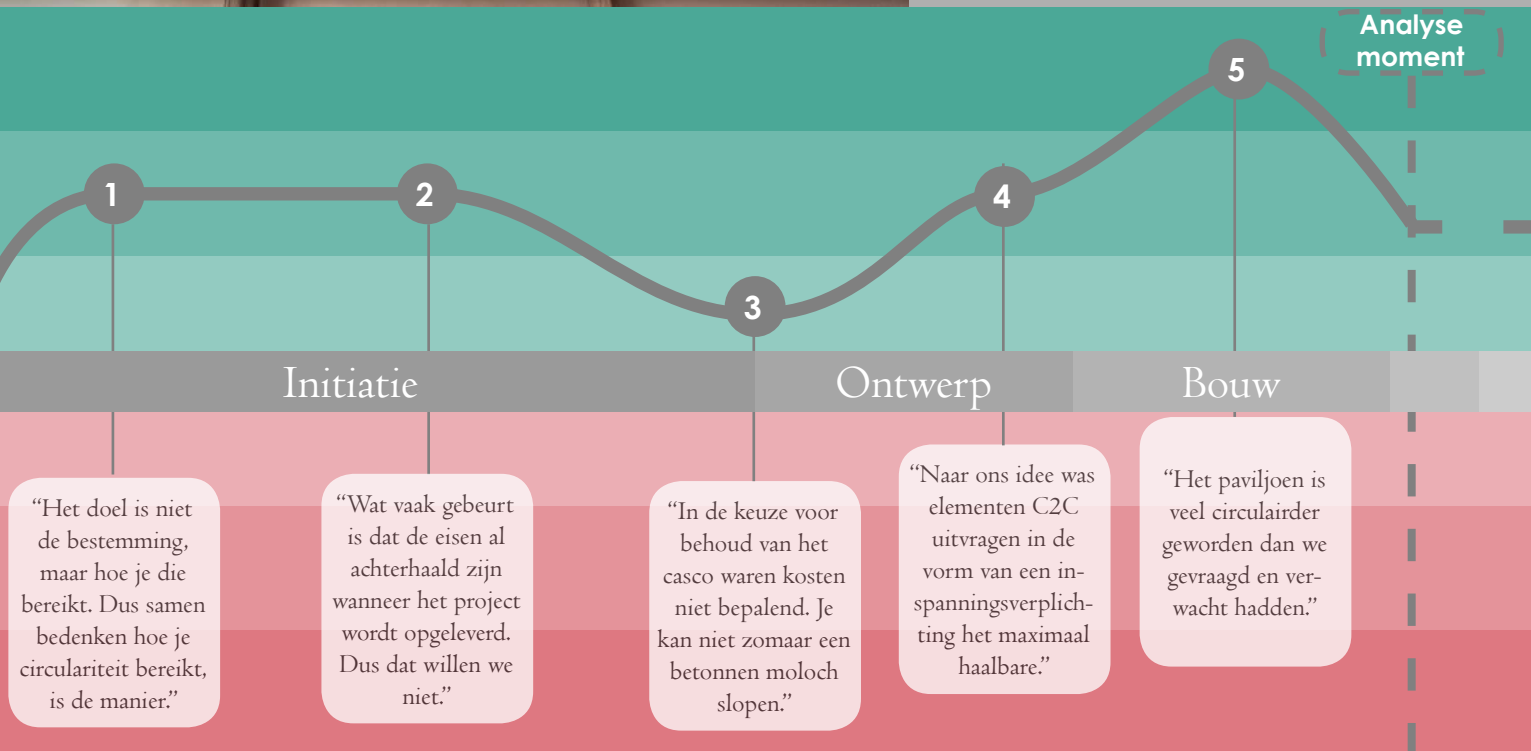 Analyse
moment
1
2
3
4
5
Initiatie
Ontwerp
Bouw
“Het doel is niet
de bestemming,
maar hoe je die
bereikt. Dus samen
bedenken hoe je
circulariteit bereikt,
is de manier.”
“Wat vaak gebeurt
is dat de eisen al
achterhaald zijn
wanneer het project
wordt opgeleverd.
Dus dat willen we
niet.”
“In de keuze voor
behoud van het
casco waren kosten
niet bepalend. Je
kan niet zomaar een
betonnen moloch
slopen.”
“Naar ons idee was
elementen C2C
uitvragen in de
vorm van een in-
spanningsverplich-
ting het maximaal
haalbare.”
“Het paviljoen is
veel circulairder
geworden dan we
gevraagd en ver-
wacht hadden.”